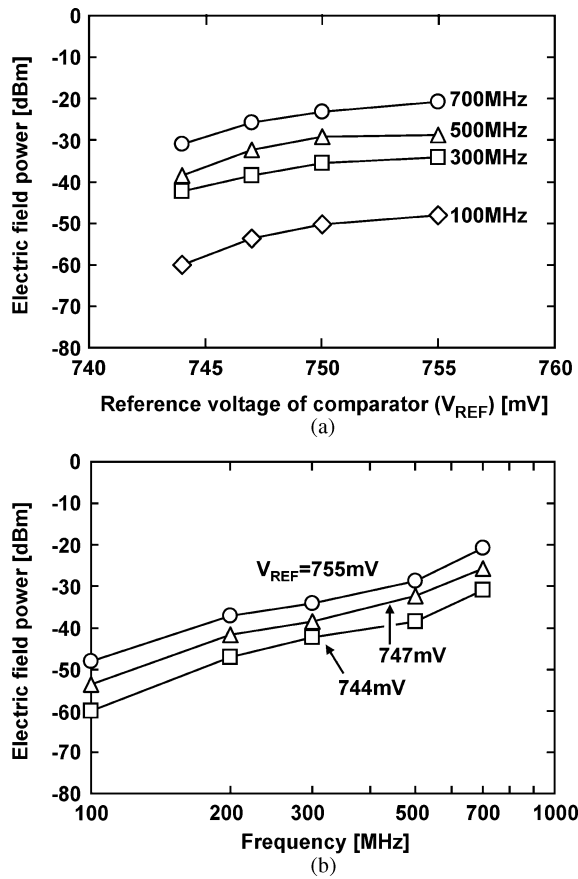 0
-10
-20
-30
-40
-50
-60
-70
-80
Electric field power [dBm]
700MHz
500MHz
300MHz
100MHz
740 745 750 755 760
Reference voltage of comparator (VREF) [mV]
(a)
0
-10
-20
-30
-40
-50
-60
-70
-80
Electric field power [dBm]
VREF=755mV
747mV
744mV
100 200 300 500 700 1000
Frequency [MHz]
(b)